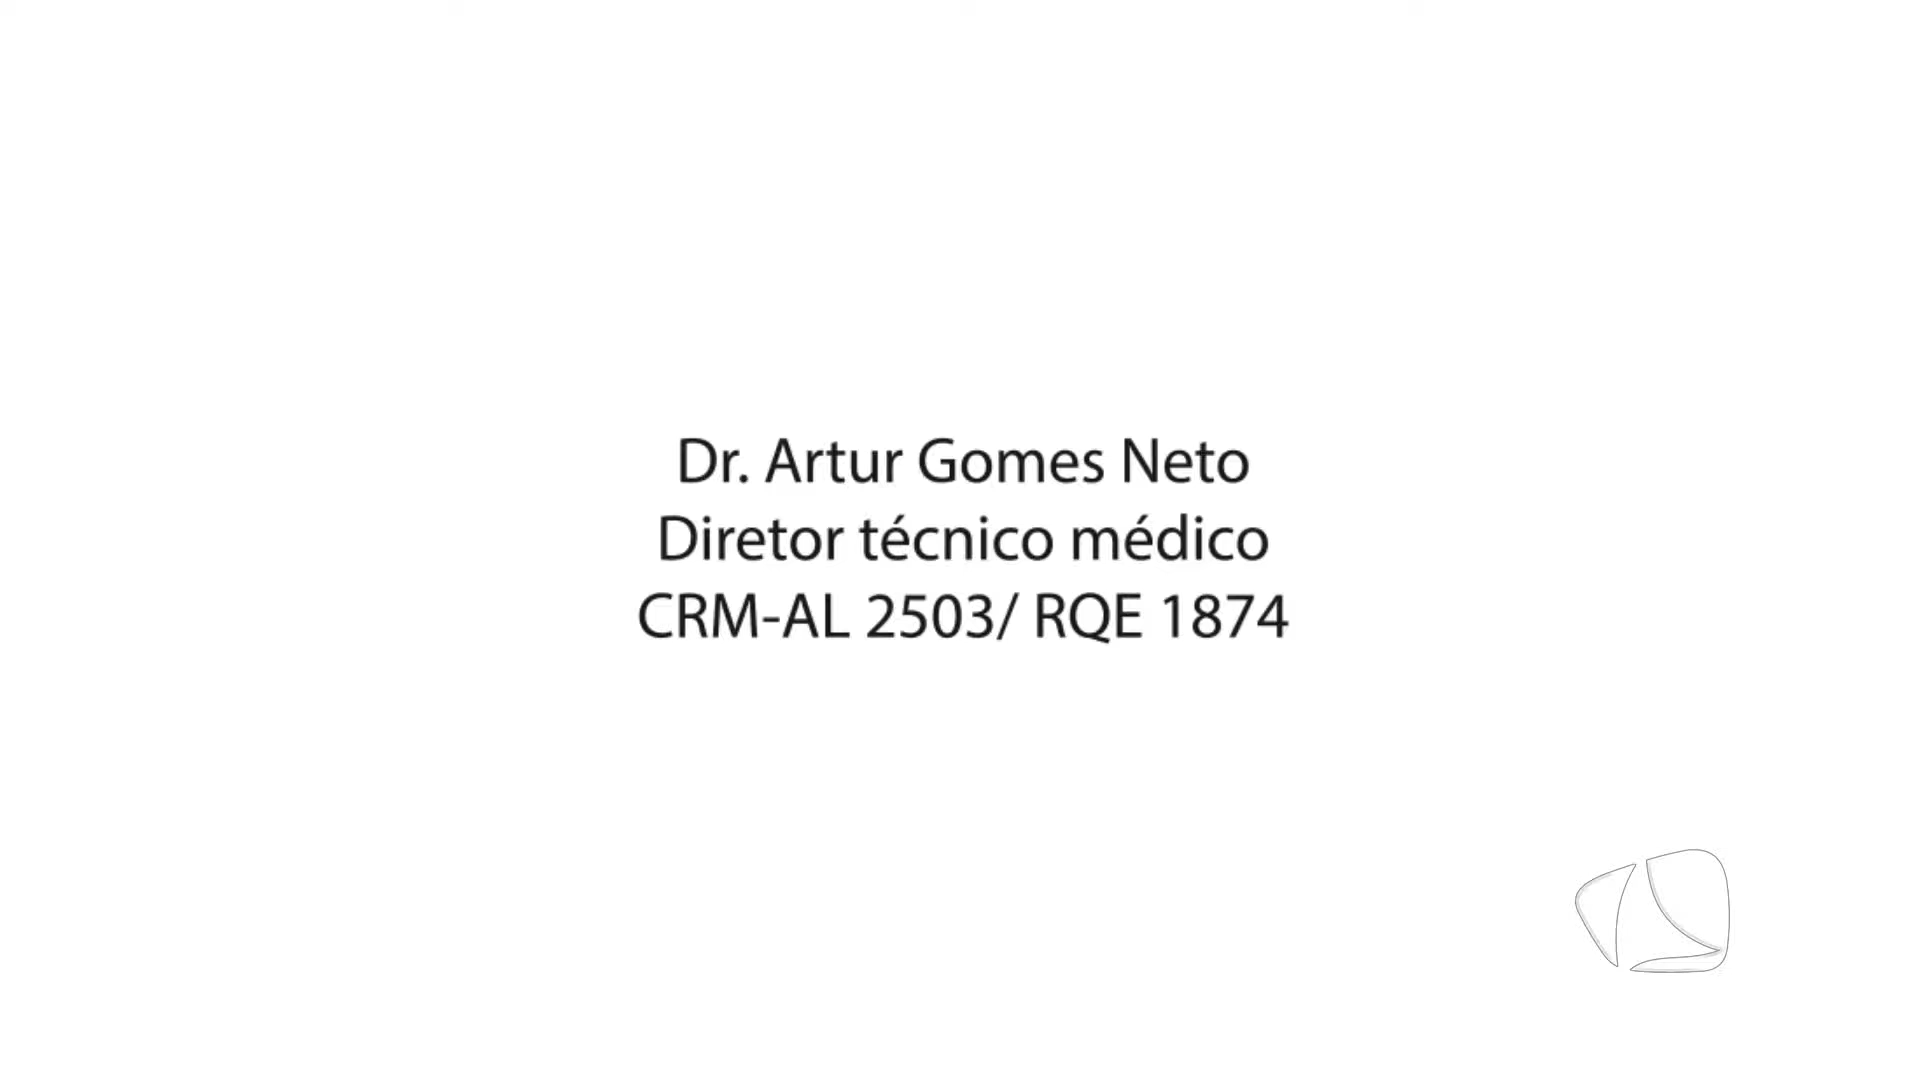 Dr. Artur Gomes Neto
Diretor técnico médico
CRM-AL 2503/ RQE 1874